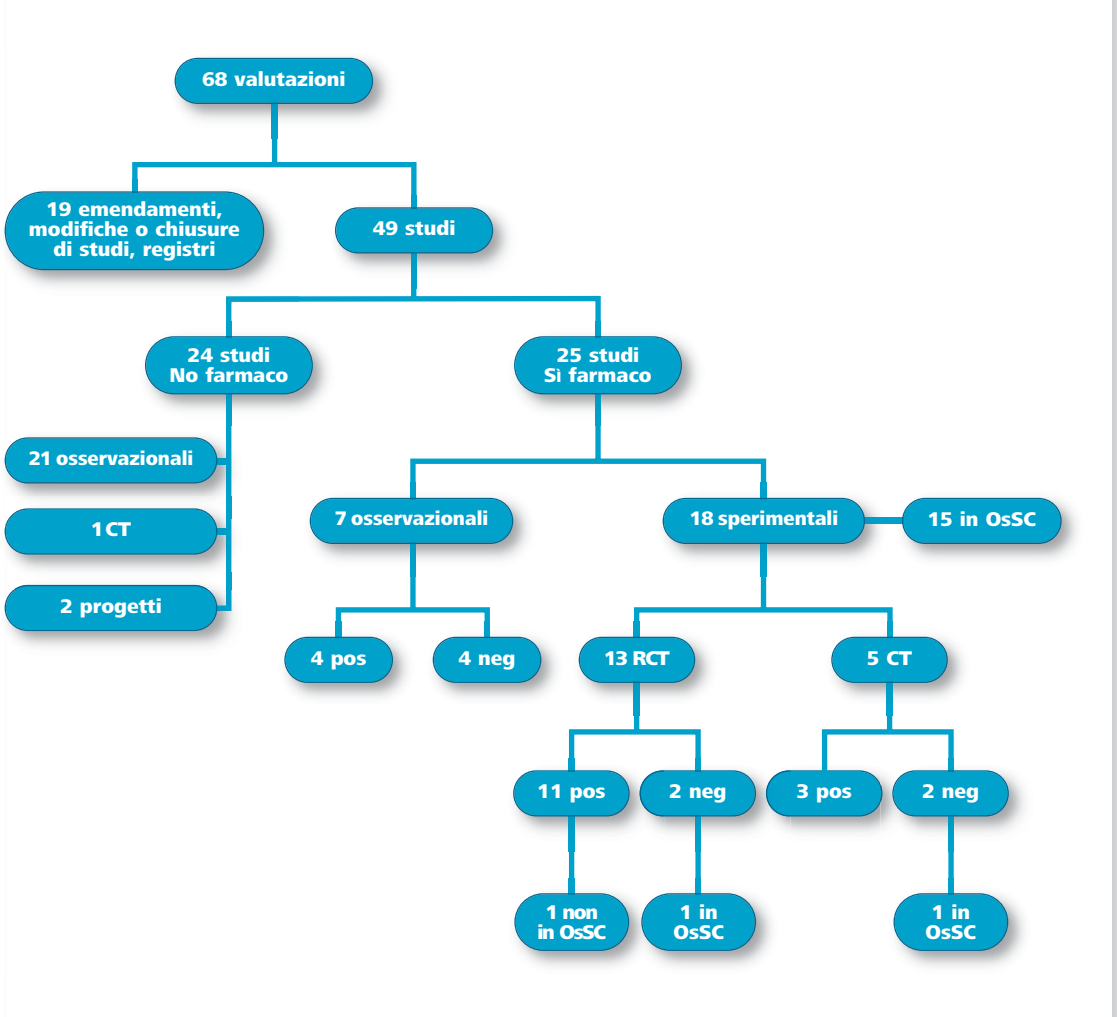 68 valutazioni
19 emendamenti,
modifiche o chiusure
di studi, registri
49 studi
24 studi
No farmaco
25 studi
Sì farmaco
21 osservazionali
1 CT
2 progetti
7 osservazionali
18 sperimentali
15 in OsSC
4 pos
4 neg
13 RCT
5 CT
11 pos
2 neg
3 pos
2 neg
1 non
in OsSC
1 in
OsSC
1 in
OsSC